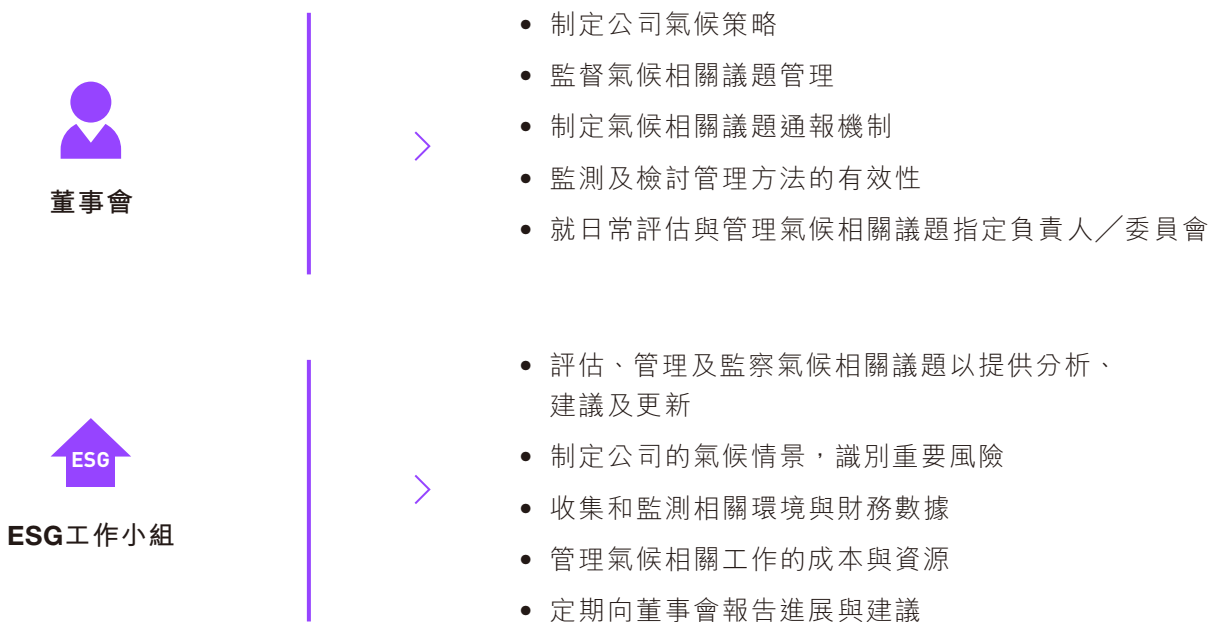 董事會
• 制定公司氣候策略
• 監督氣候相關議題管理
• 制定氣候相關議題通報機制
• 監測及檢討管理方法的有效性
• 就日常評估與管理氣候相關議題指定負責人╱委員會
ESG
ESG工作小組
• 評估、管理及監察氣候相關議題以提供分析、
建議及更新
• 制定公司的氣候情景，識別重要風險
• 收集和監測相關環境與財務數據
• 管理氣候相關工作的成本與資源
• 定期向董事會報告進展與建議